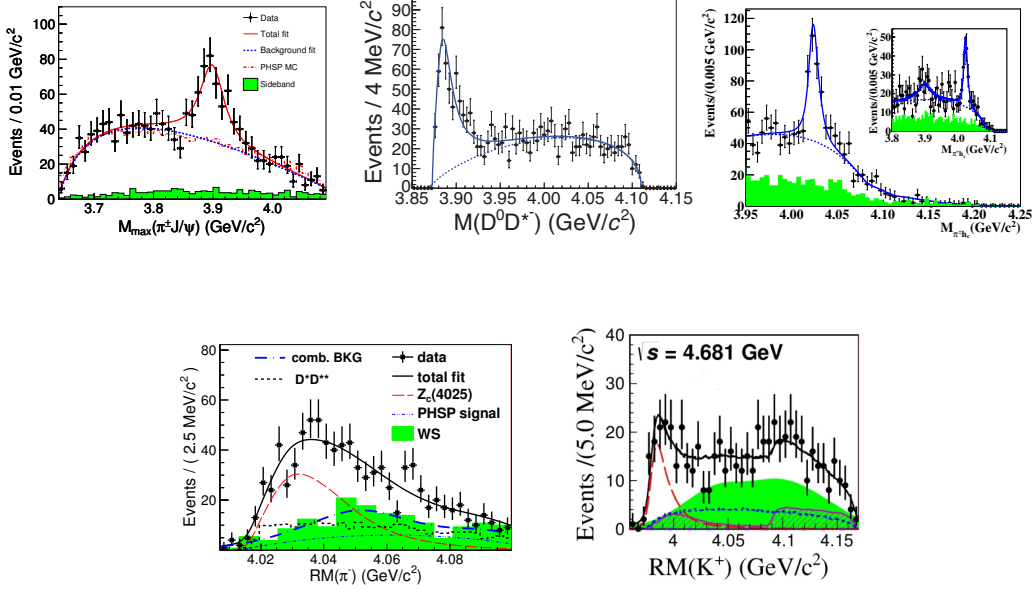 Events / 0.01 GeV/c²
100
80
60
40
20
0
3.7 3.8 3.9 4.0
M_max(π±J/ψ) (GeV/c²)
Data
Total fit
Background fit
PHSP MC
Sideband
Events / 4 MeV/c²
90
80
70
60
50
40
30
20
10
0
3.85 3.9 3.95 4.00 4.05 4.10 4.15
M(D⁰D*⁻) (GeV/c²)
Events/(0.005 GeV/c²)
120
100
80
60
40
20
0
3.95 4.00 4.05 4.10 4.15 4.20 4.25
M_π±h_c (GeV/c²)
Events/(0.005 GeV/c²)
50
40
30
20
10
0
3.8 3.9 4.0 4.1
M_π⁺h_c (GeV/c²)
Events / ( 2.5 MeV/c² )
80
60
40
20
4.02 4.04 4.06 4.08
RM(π⁻) (GeV/c²)
comb. BKG
D*D**
data
total fit
Z_c(4025)
PHSP signal
WS
√s = 4.681 GeV
Events /(5.0 MeV/c²)
40
30
20
10
0
4 4.05 4.1 4.15
RM(K⁺) (GeV/c²)